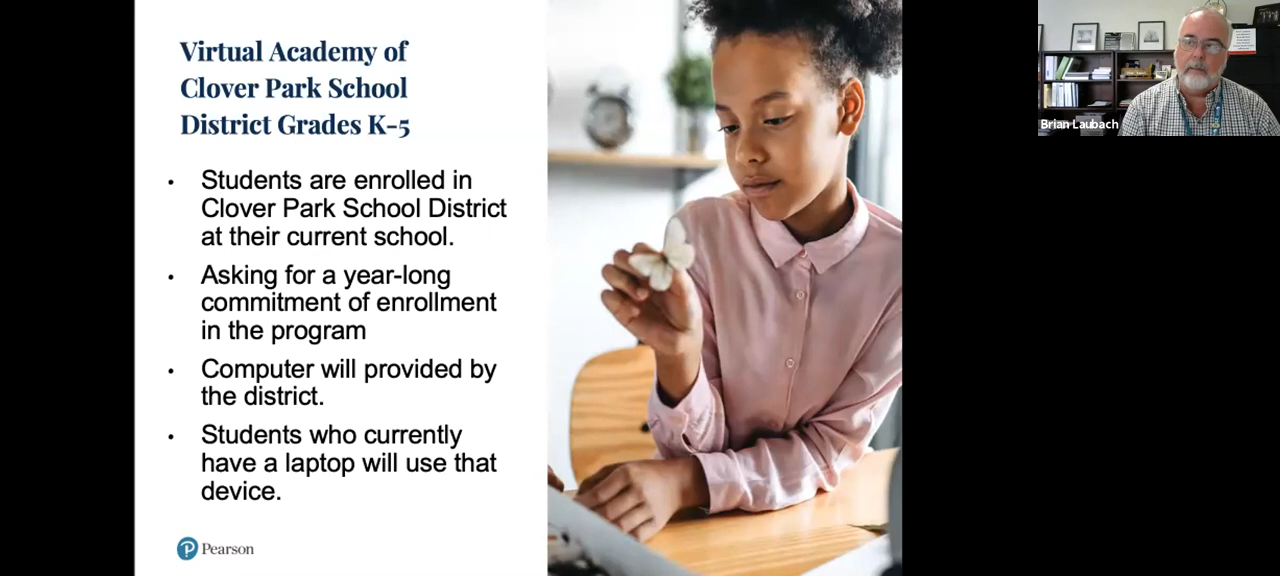 Virtual Academy of
Clover Park School
District Grades K-5
• Students are enrolled in
Clover Park School District
at their current school.
• Asking for a year-long
commitment of enrollment
in the program
• Computer will provided by
the district.
• Students who currently
have a laptop will use that
device.
P Pearson
Brian Laubach